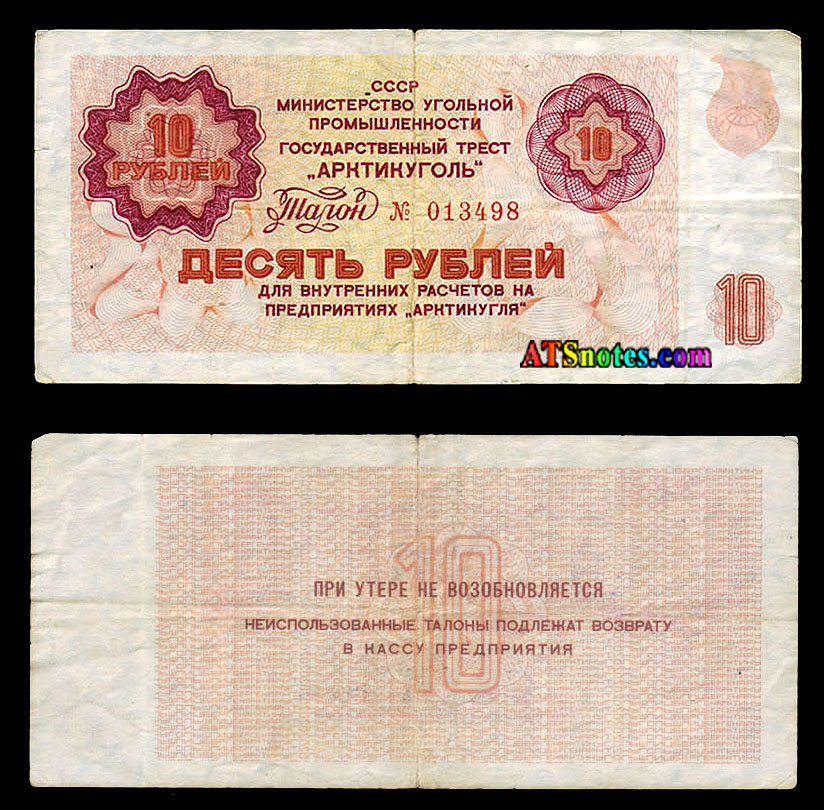 СССР
МИНИСТЕРСТВО УГОЛЬНОЙ
ПРОМЫШЛЕННОСТИ
ГОСУДАРСТВЕННЫЙ ТРЕСТ
„АРКТИКУГОЛЬ“
10
РУБЛЕЙ
10
Талон № 013498
ДЕСЯТЬ РУБЛЕЙ
ДЛЯ ВНУТРЕННИХ РАСЧЕТОВ НА
ПРЕДПРИЯТИЯХ „АРКТИКУГЛЯ“
10
ATSnotes.com
10
ПРИ УТЕРЕ НЕ ВОЗОБНОВЛЯЕТСЯ
НЕИСПОЛЬЗОВАННЫЕ ТАЛОНЫ ПОДЛЕЖАТ ВОЗВРАТУ
В КАССУ ПРЕДПРИЯТИЯ